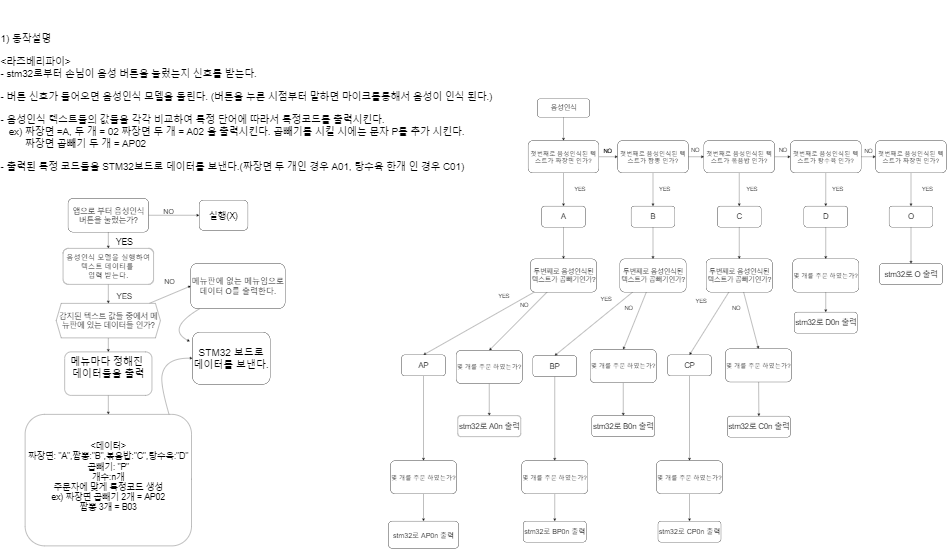 1) 동작설명
<라즈베리파이>
- stm32로부터 손님이 음성 버튼을 눌렀는지 신호를 받는다.
- 버튼 신호가 들어오면 음성인식 모델을 돌린다. (버튼을 누른 시점부터 말하면 마이크를통해서 음성이 인식 된다.)
- 음성인식 텍스트들의 값들을 각각 비교하여 특정 단어에 따라서 특정코드를 출력시킨다.
ex) 짜장면 =A, 두 개 = 02 짜장면 두 개 = A02 을 출력시킨다. 곱빼기를 시킬 시에는 문자 P를 추가 시킨다.
짜장면 곱빼기 두 개 = AP02
- 출력된 특정 코드들을 STM32보드로 데이터를 보낸다.(짜장면 두 개인 경우 A01, 탕수육 한개 인 경우 C01)
앱으로 부터 음성인식
버튼을 눌렀는가?
NO
실행(X)
YES
음성인식 모델을 실행하여
텍스트 데이터를
입력 받는다.
YES
NO
메뉴판에 없는 메뉴임으로
데이터 O를 출력한다.
감지된 텍스트 값들 중에서 메
뉴판에 있는 데이터들 인가?
메뉴마다 정해진
데이터들을 출력
STM32 보드로
데이터를 보낸다.
<데이터>
짜장면: "A",짬뽕:"B",볶음밥:"C",탕수육:"D"
곱빼기: "P"
개수:n개
주문자에 맞게 특정코드 생성
ex) 짜장면 곱빼기 2개 = AP02
짬뽕 3개 = B03
음성인식
첫번째로 음성인식된 텍
스트가 짜장면 인가?
NO
첫번째로 음성인식된 텍
스트가 짬뽕 인가?
NO
첫번째로 음성인식된 텍
스트가 볶음밥 인가?
NO
첫번째로 음성인식된 텍
스트가 탕수육 인가?
NO
첫번째로 음성인식된 텍
스트가 짜장면 인가?
YES
YES
YES
YES
YES
A
B
C
D
O
두번째로 음성인식된
텍스트가 곱빼기인가?
두번째로 음성인식된
텍스트가 곱빼기인가?
두번째로 음성인식된
텍스트가 곱빼기인가?
몇 개를 주문 하였는가?
stm32로 O 출력
YES
NO
YES
NO
YES
NO
stm32로 D0n 출력
AP
몇 개를 주문 하였는가?
BP
몇 개를 주문 하였는가?
CP
몇 개를 주문 하였는가?
stm32로 A0n 출력
stm32로 B0n 출력
stm32로 C0n 출력
몇 개를 주문 하였는가?
몇 개를 주문 하였는가?
몇 개를 주문 하였는가?
stm32로 AP0n 출력
stm32로 BP0n 출력
stm32로 CP0n 출력